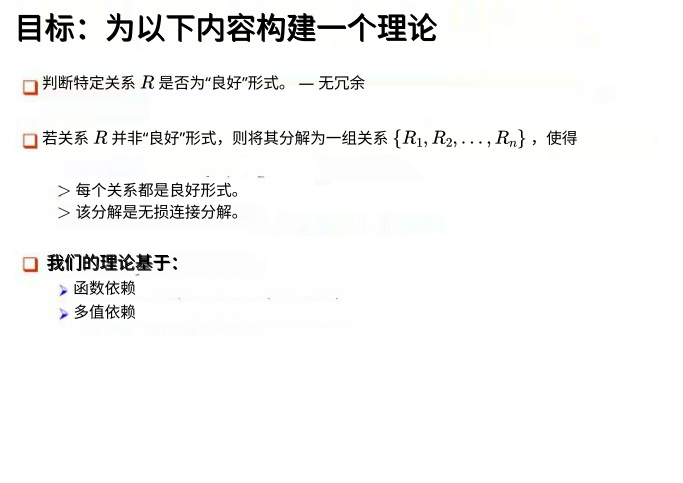 目标：为以下内容构建一个理论
判断特定关系 R 是否为“良好”形式。 — 无冗余
若关系 R 并非“良好”形式，则将其分解为一组关系 {R₁, R₂, . . . , Rₙ} ，使得
> 每个关系都是良好形式。
> 该分解是无损连接分解。
我们的理论基于：
函数依赖
多值依赖